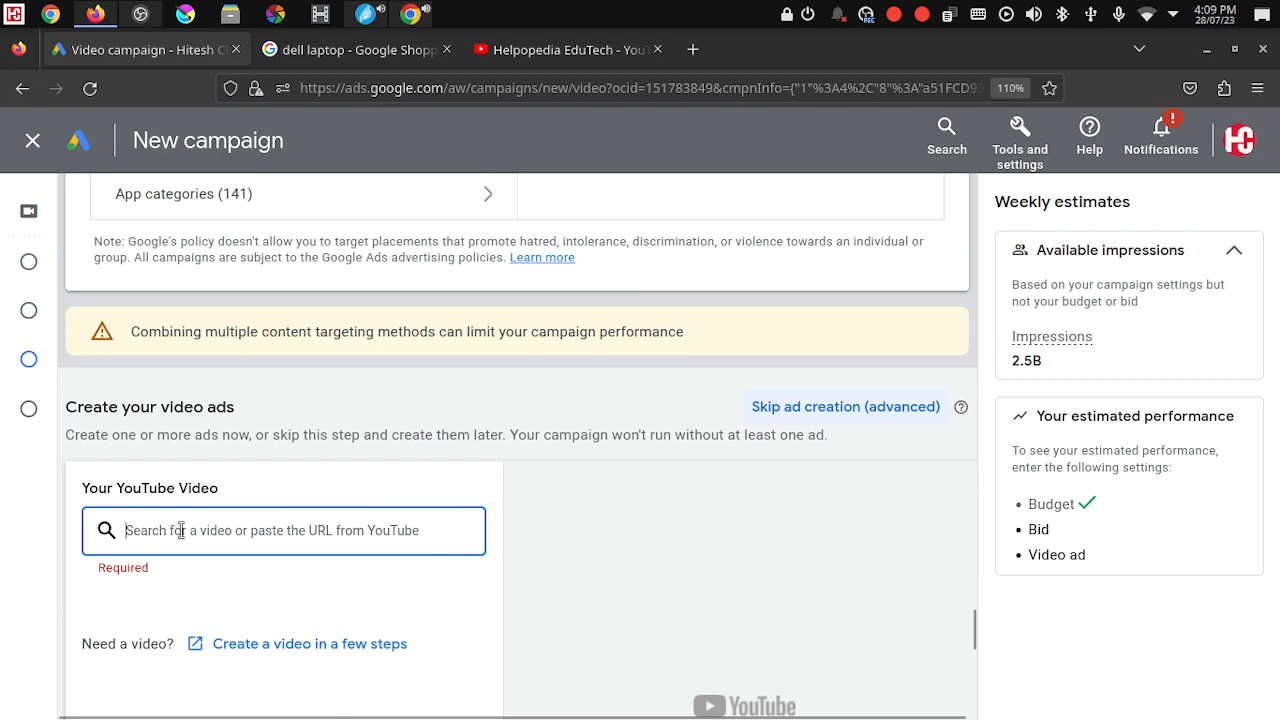 4:09 PM
28/07/23
Video campaign - Hitesh C
dell laptop - Google Shopp
Helpopedia EduTech - YouT
https://ads.google.com/aw/campaigns/new/video?ocid=151783849&cmpnInfo={"1"%3A4%2C"8"%3A"a51FCD93
110%
New campaign
Search
Tools and
settings
Help
Notifications
App categories (141)
Note: Google's policy doesn't allow you to target placements that promote hatred, intolerance, discrimination, or violence towards an individual or
group. All campaigns are subject to the Google Ads advertising policies. Learn more
Combining multiple content targeting methods can limit your campaign performance
Create your video ads
Skip ad creation (advanced)
Create one or more ads now, or skip this step and create them later. Your campaign won't run without at least one ad.
Your YouTube Video
Search for a video or paste the URL from YouTube
Required
Need a video?
Create a video in a few steps
YouTube
Weekly estimates
Available impressions
Based on your campaign settings but
not your budget or bid
Impressions
2.5B
Your estimated performance
To see your estimated performance,
enter the following settings:
• Budget
• Bid
• Video ad